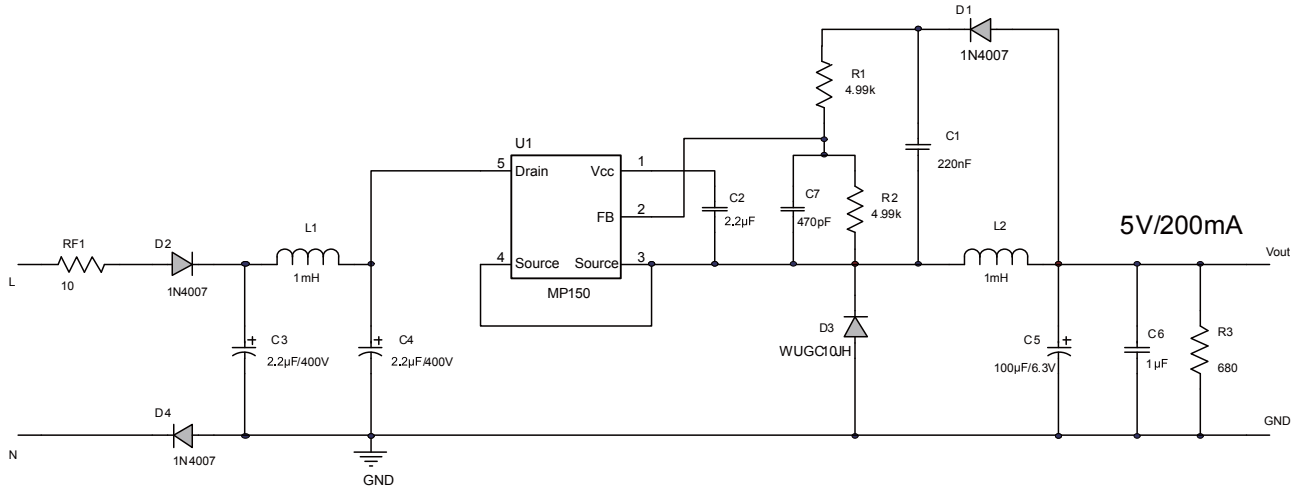 D1
1N4007
R1
4.99k
C1
220nF
U1
5
Drain
Vcc
1
FB
2
4
Source
Source
3
MP150
C2
2.2µF
C7
470pF
R2
4.99k
L2
1mH
5V/200mA
Vout
L
RF1
10
D2
1N4007
L1
1mH
C3
2.2µF/400V
C4
2.2µF/400V
D3
WUGC10JH
C5
100µF/6.3V
C6
1µF
R3
680
N
D4
1N4007
GND
GND